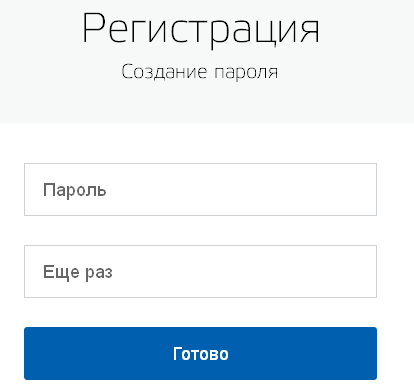 Регистрация
Создание пароля
Пароль
Еще раз
Готово